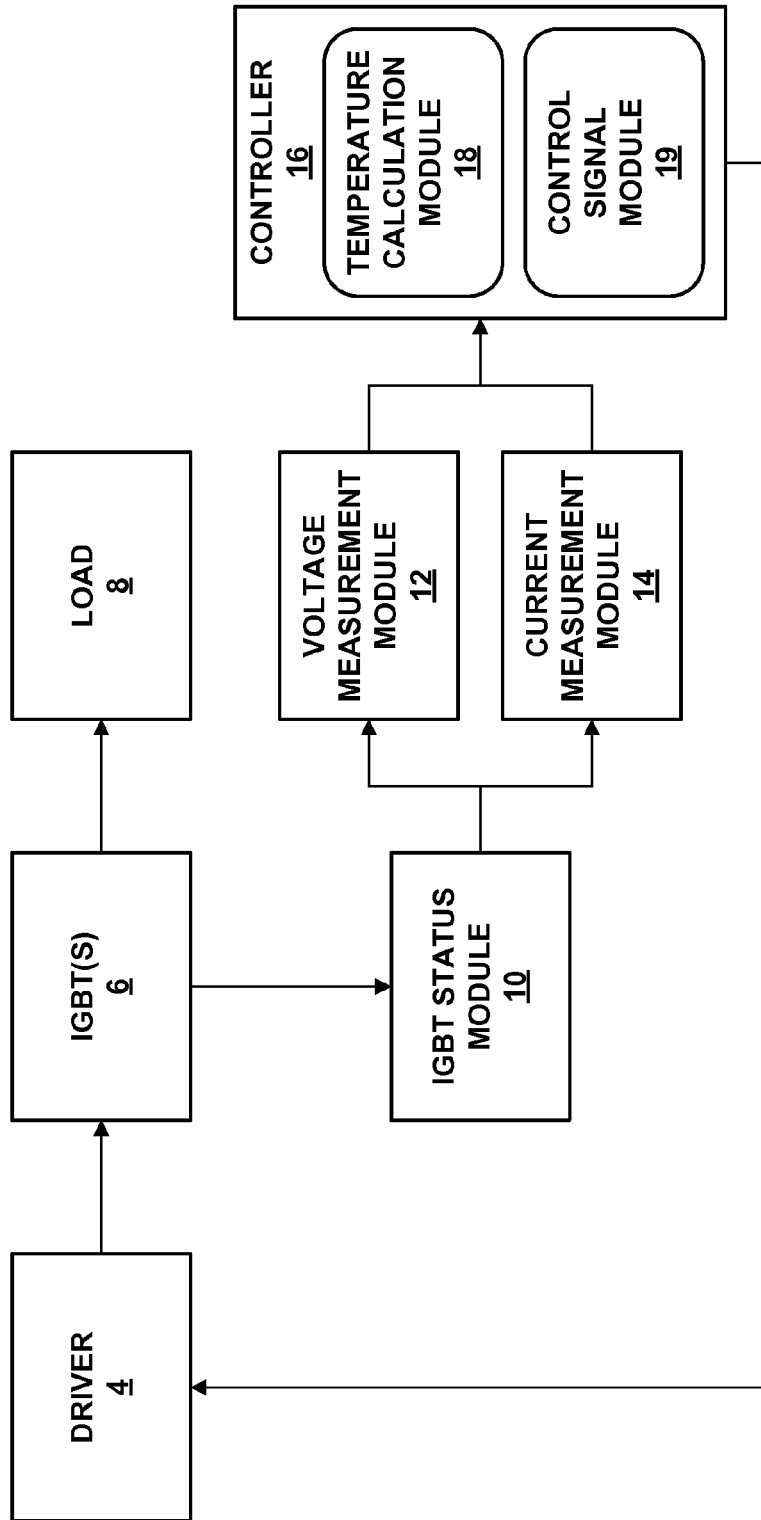 DRIVER
4
IGBT(S)
6
LOAD
8
IGBT STATUS
MODULE
10
VOLTAGE
MEASUREMENT
MODULE
12
CURRENT
MEASUREMENT
MODULE
14
CONTROLLER
16
TEMPERATURE
CALCULATION
MODULE
18
CONTROL
SIGNAL
MODULE
19